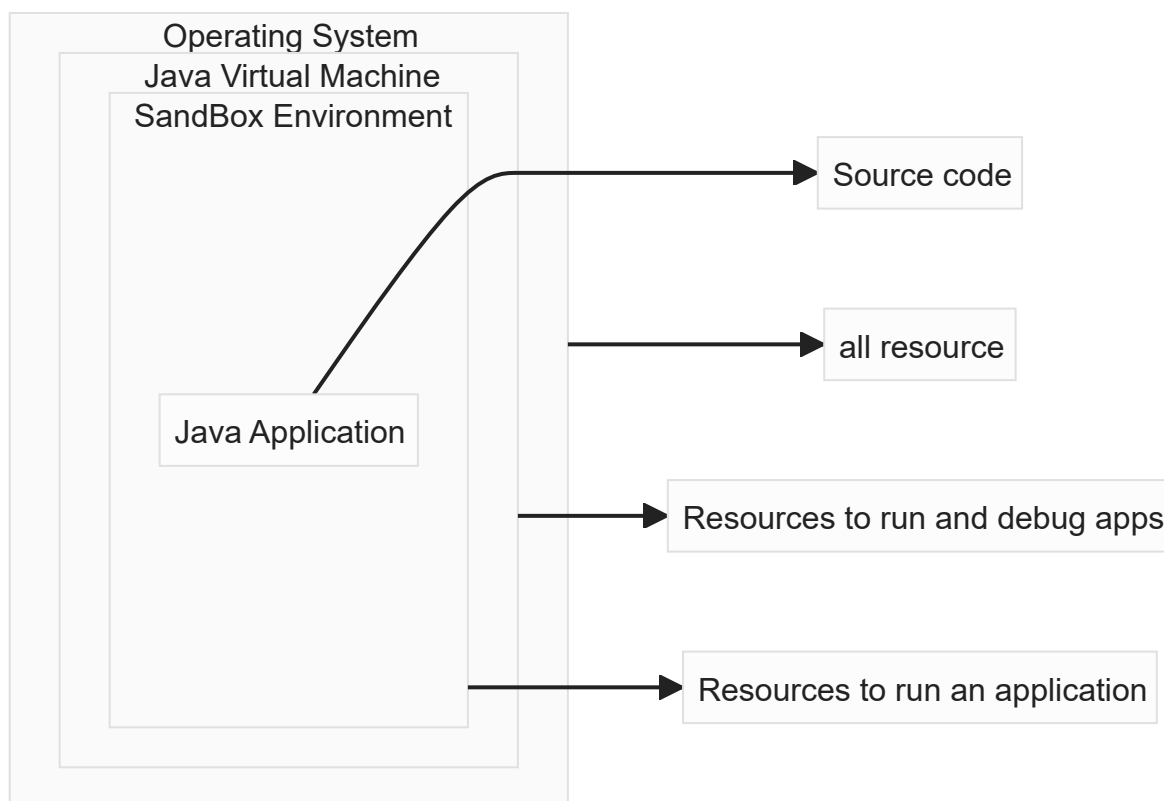 Operating System
Java Virtual Machine
SandBox Environment
Source code
all resource
Java Application
Resources to run and debug apps
Resources to run an application